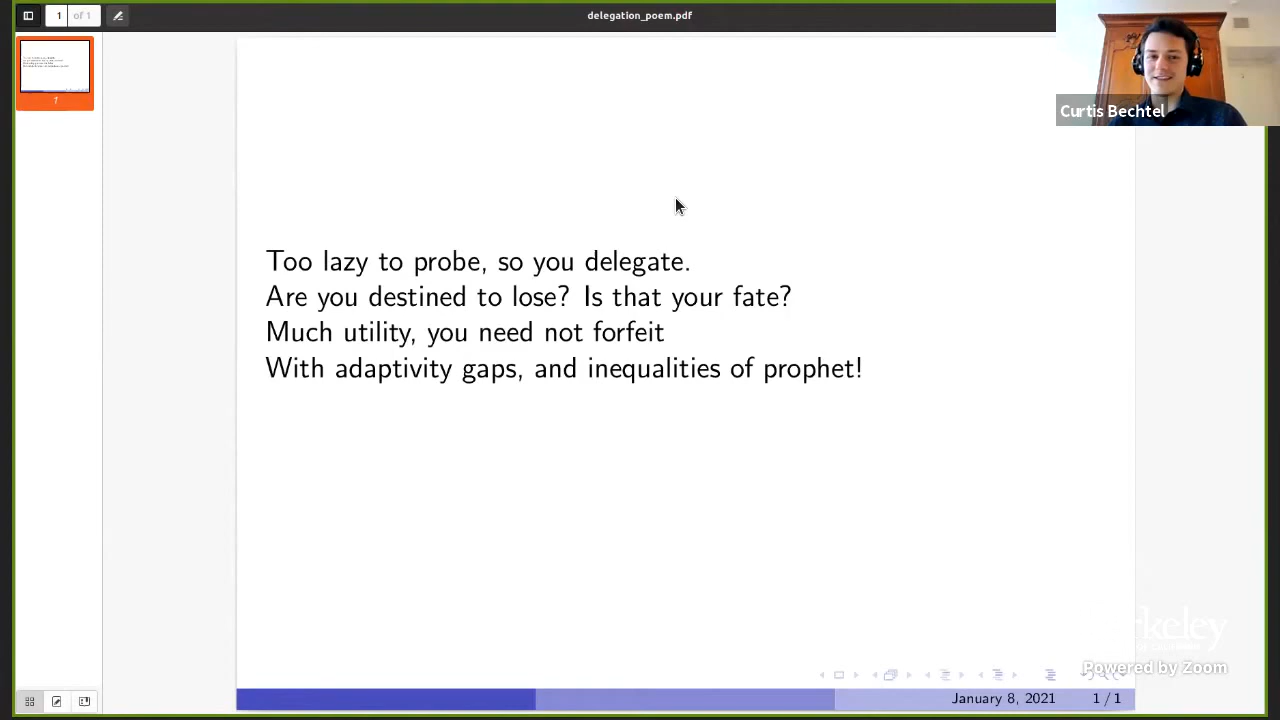 1 of 1
delegation_poem.pdf
Curtis Bechtel
1
Too lazy to probe, so you delegate.
Are you destined to lose? Is that your fate?
Much utility, you need not forfeit
With adaptivity gaps, and inequalities of prophet!
Powered by Zoom
January 8, 2021 1 / 1